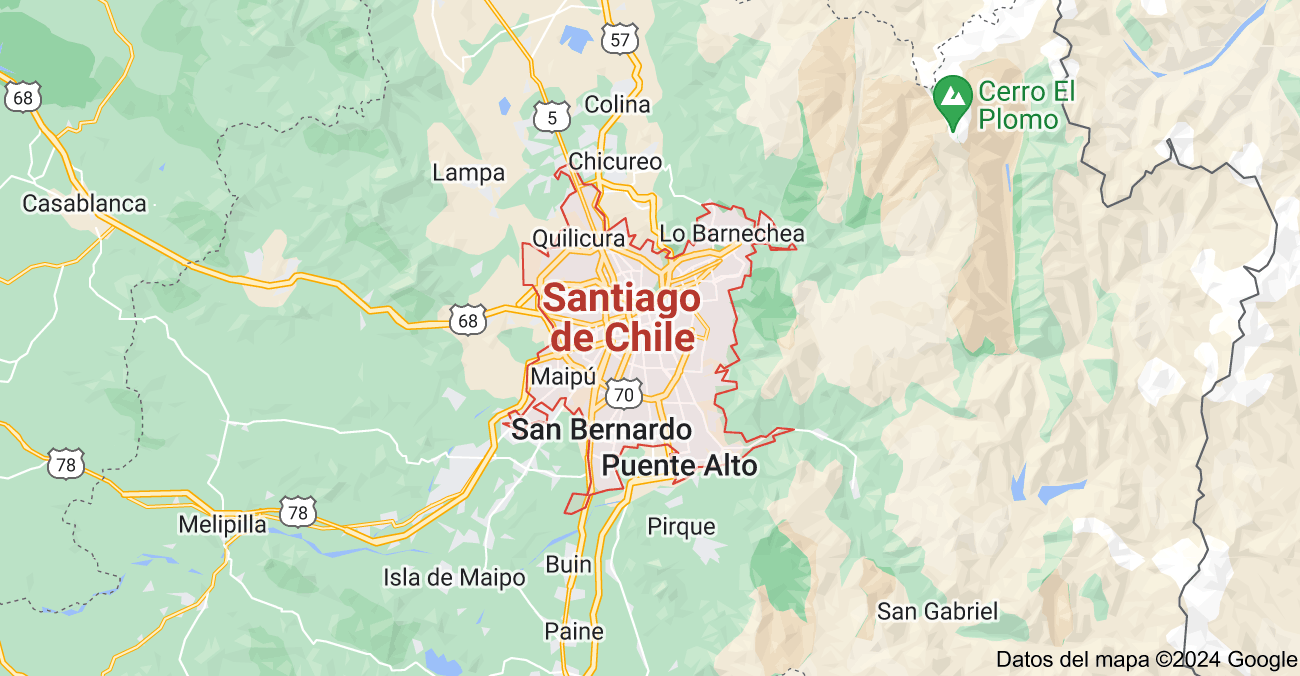 57
68
Cerro El
Plomo
Colina
5
Chicureo
Lampa
Casablanca
Lo Barnechea
Quilicura
Santiago
de Chile
68
Maipú
70
San Bernardo
78
Puente Alto
78
Melipilla
Pirque
Buin
Isla de Maipo
San Gabriel
Paine
Datos del mapa ©2024 Google